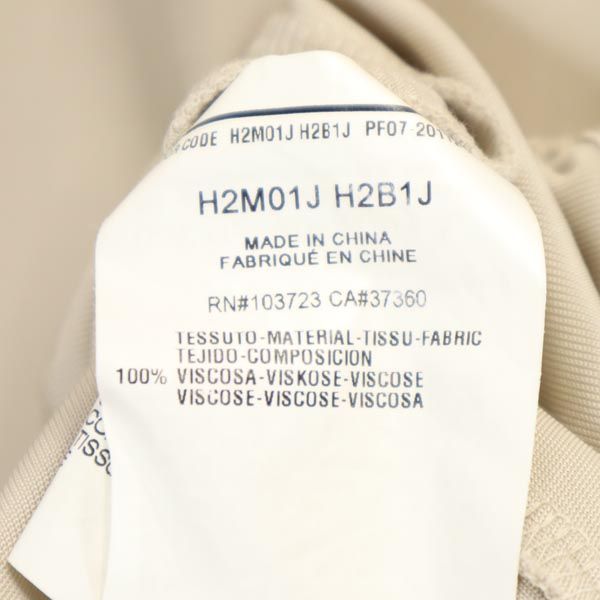 CODE H2M01J H2B1J PF07-201
H2M01J H2B1J
MADE IN CHINA
FABRIQUÉ EN CHINE
RN#103723 CA#37360
TESSUTO-MATERIAL-TISSU-FABRIC
TEJIDO-COMPOSICION
100% VISCOSA-VISKOSE-VISCOSE
VISCOSE-VISCOSE-VISCOSA